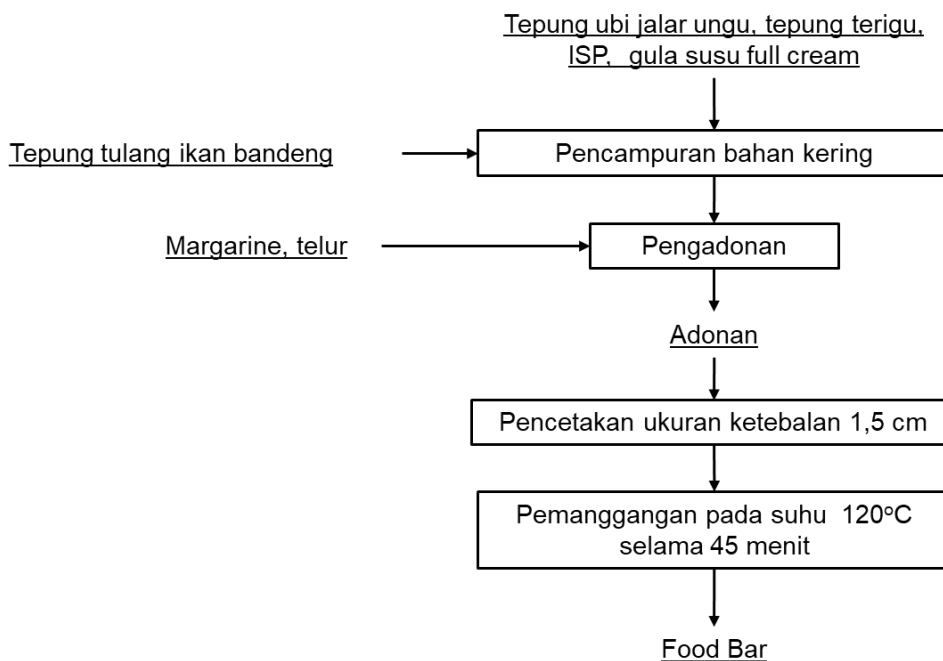 Tepung ubi jalar ungu, tepung terigu,
ISP, gula susu full cream
Tepung tulang ikan bandeng
Pencampuran bahan kering
Margarine, telur
Pengadonan
Adonan
Pencetakan ukuran ketebalan 1,5 cm
Pemanggangan pada suhu 120°C
selama 45 menit
Food Bar